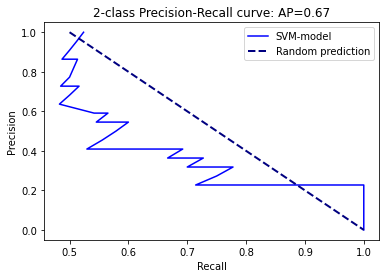 2-class Precision-Recall curve: AP=0.67
SVM-model
Random prediction
Precision
1.0
0.8
0.6
0.4
0.2
0.0
0.5 0.6 0.7 0.8 0.9 1.0
Recall